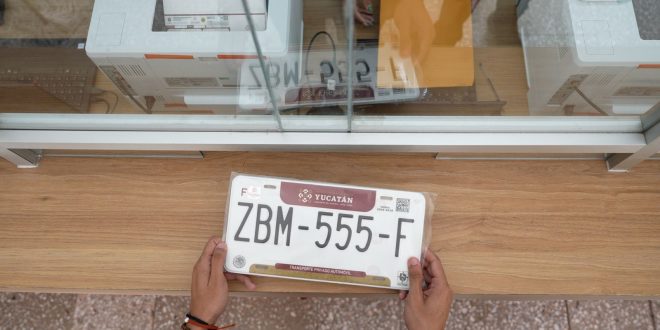 YUCATÁN
ZBM-555-F
TRANSPORTE PRIVADO AUTOMÓVIL